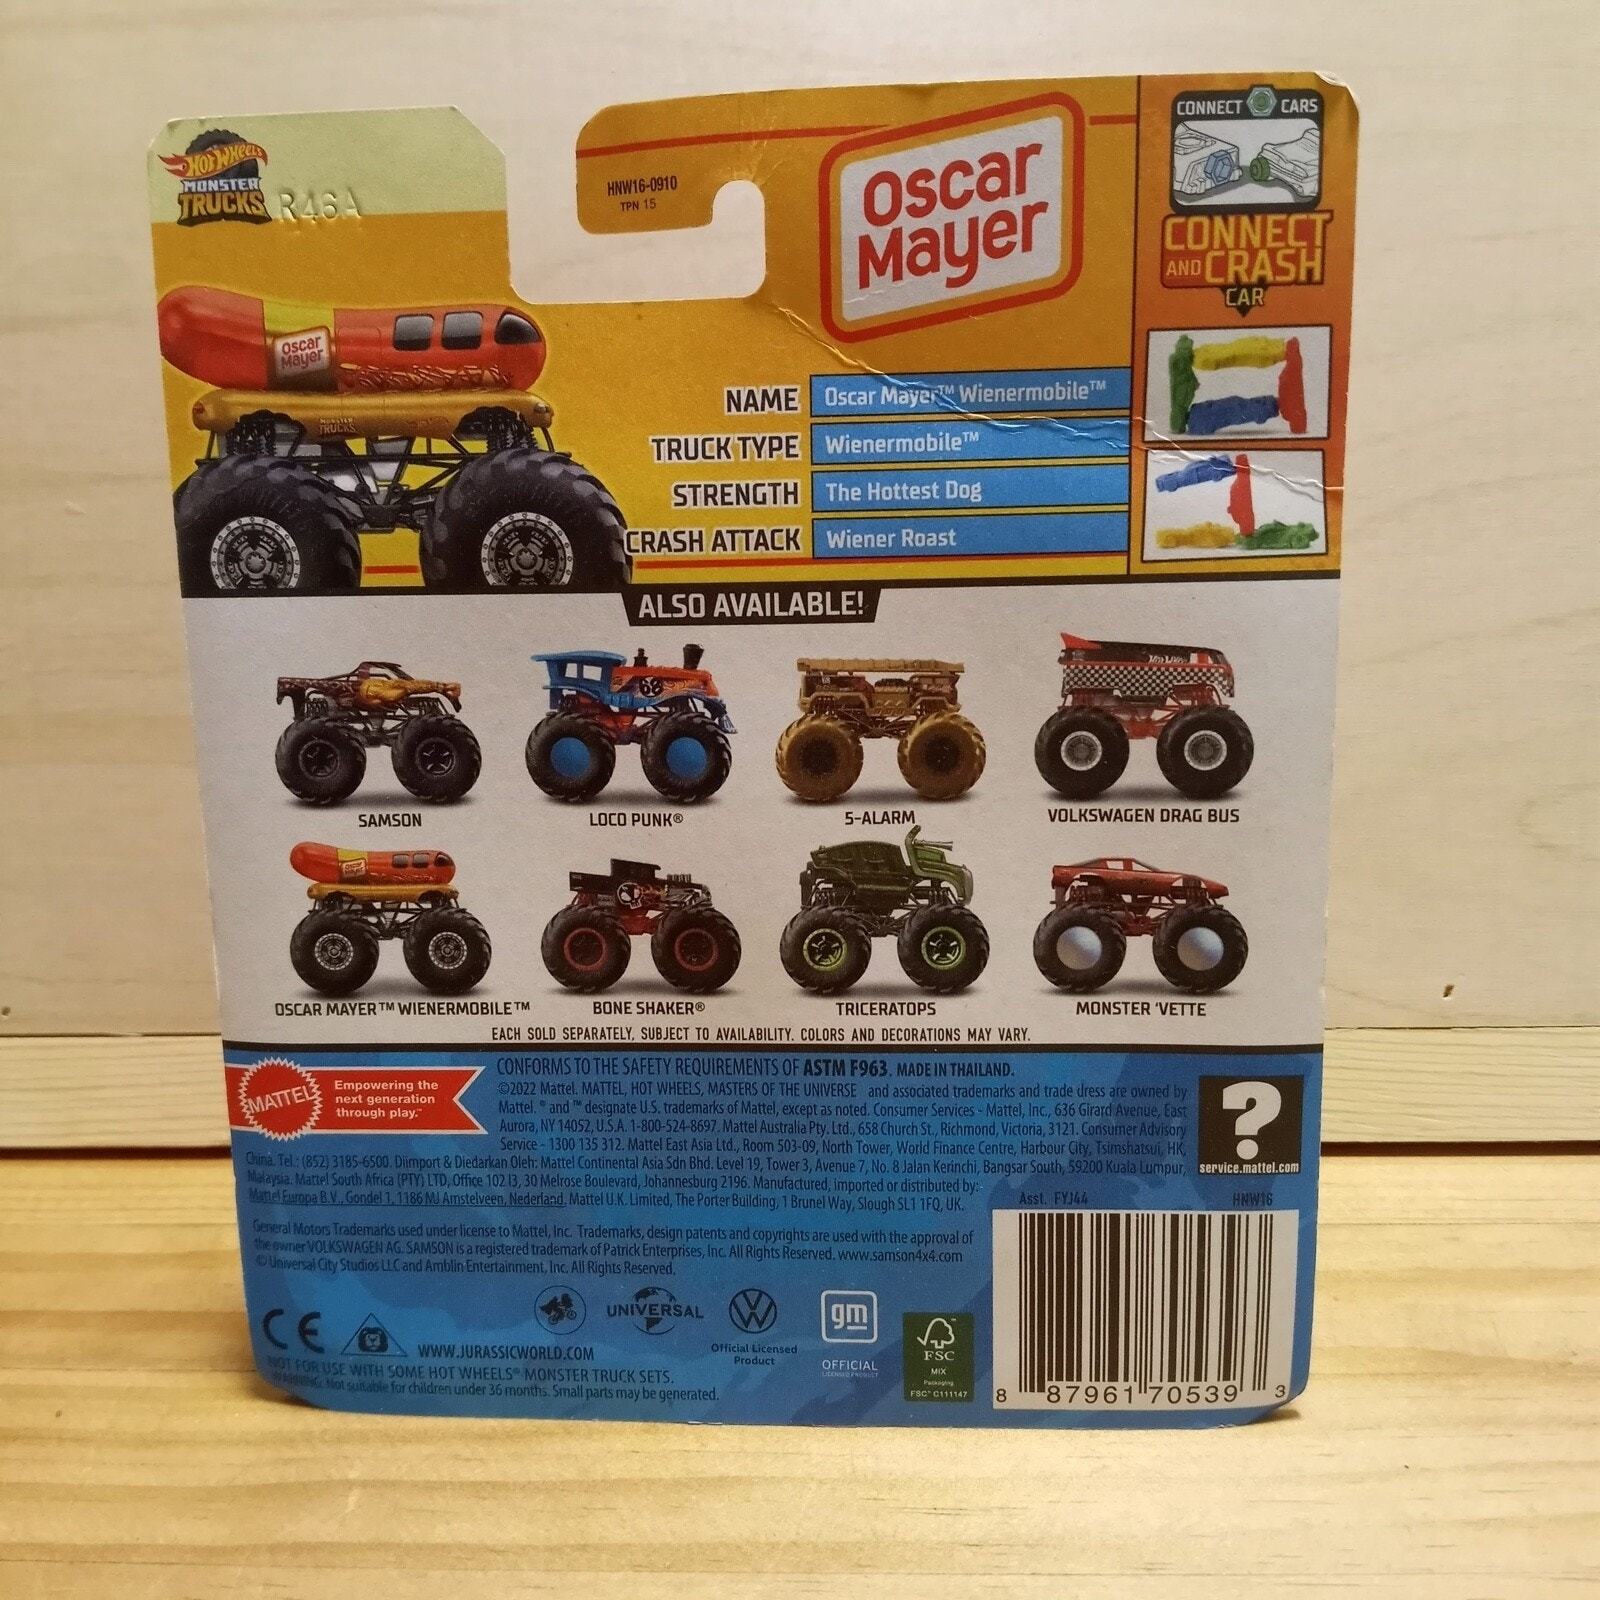 HOT WHEELS
MONSTER
TRUCKS
R46A
HNW16-0910
TPN 15
Oscar
Mayer
CONNECT CARS
CONNECT
AND CRASH
CAR
Oscar
Mayer
MONSTER
TRUCKS
NAME Oscar Mayer™ Wienermobile™
TRUCK TYPE Wienermobile™
STRENGTH The Hottest Dog
CRASH ATTACK Wiener Roast
ALSO AVAILABLE!
68
SAMSON LOCO PUNK® 5-ALARM VOLKSWAGEN DRAG BUS
OSCAR MAYER™ WIENERMOBILE™ BONE SHAKER® TRICERATOPS MONSTER 'VETTE
EACH SOLD SEPARATELY, SUBJECT TO AVAILABILITY. COLORS AND DECORATIONS MAY VARY.
MATTEL
Empowering the
next generation
through play.™
CONFORMS TO THE SAFETY REQUIREMENTS OF ASTM F963. MADE IN THAILAND.
©2022 Mattel. MATTEL, HOT WHEELS, MASTERS OF THE UNIVERSE and associated trademarks and trade dress are owned by
Mattel. ® and ™ designate U.S. trademarks of Mattel, except as noted. Consumer Services - Mattel, Inc., 636 Girard Avenue, East
Aurora, NY 14052, U.S.A. 1-800-524-8697. Mattel Australia Pty. Ltd., 658 Church St., Richmond, Victoria, 3121. Consumer Advisory
Service - 1300 135 312. Mattel East Asia Ltd., Room 503-09, North Tower, World Finance Centre, Harbour City, Tsimshatsui, HK,
China. Tel.: (852) 3185-6500. Diimport & Diedarkan Oleh: Mattel Continental Asia Sdn Bhd. Level 19, Tower 3, Avenue 7, No. 8 Jalan Kerinchi, Bangsar South, 59200 Kuala Lumpur,
Malaysia. Mattel South Africa (PTY) LTD, Office 102 I3, 30 Melrose Boulevard, Johannesburg 2196. Manufactured, imported or distributed by:
Mattel Europa B.V., Gondel 1, 1186 MJ Amstelveen, Nederland. Mattel U.K. Limited, The Porter Building, 1 Brunel Way, Slough SL1 1FQ, UK.
?
service.mattel.com
General Motors Trademarks used under license to Mattel, Inc. Trademarks, design patents and copyrights are used with the approval of
the owner VOLKSWAGEN AG. SAMSON is a registered trademark of Patrick Enterprises, Inc. All Rights Reserved. www.samson4x4.com
© Universal City Studios LLC and Amblin Entertainment, Inc. All Rights Reserved.
Asst. FYJ44 HNW16
CE
WWW.JURASSICWORLD.COM
UNIVERSAL
Official Licensed
Product
gm
OFFICIAL
LICENSED PRODUCT
FSC
MIX
Packaging
FSC® C111147
NOT FOR USE WITH SOME HOT WHEELS® MONSTER TRUCK SETS.
WARNING: Not suitable for children under 36 months. Small parts may be generated.
8 87961 70539 3